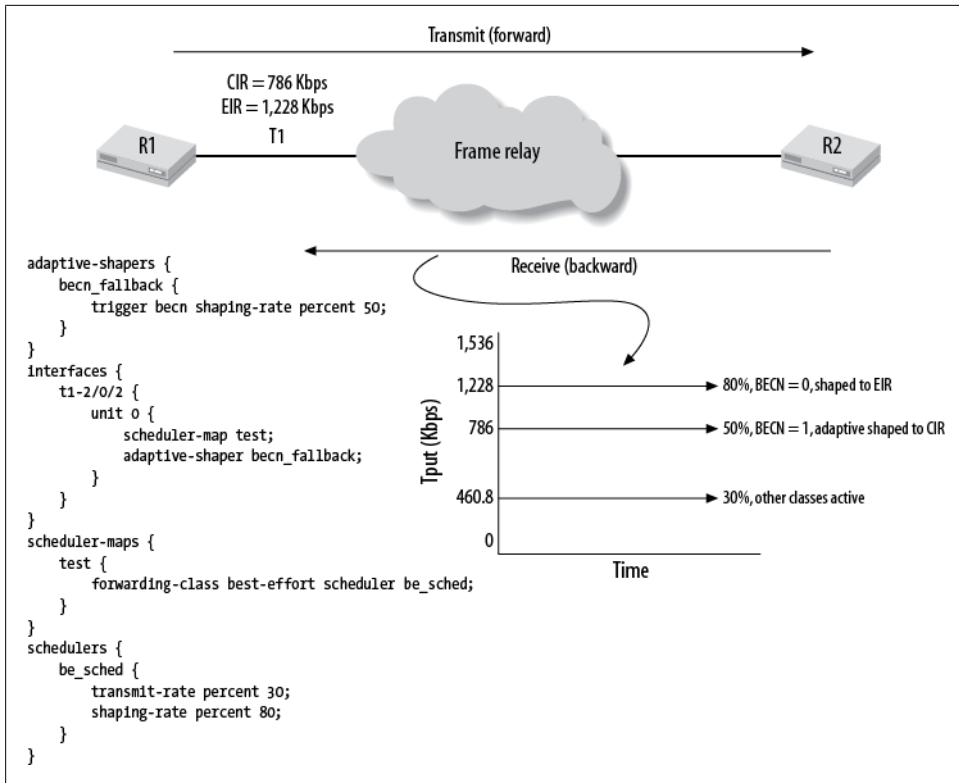 Transmit (forward)
CIR = 786 Kbps
EIR = 1,228 Kbps
T1
R1
Frame relay
R2
Receive (backward)
adaptive-shapers {
    becn_fallback {
        trigger becn shaping-rate percent 50;
    }
}
interfaces {
    t1-2/0/2 {
        unit 0 {
            scheduler-map test;
            adaptive-shaper becn_fallback;
        }
    }
}
scheduler-maps {
    test {
        forwarding-class best-effort scheduler be_sched;
    }
}
schedulers {
    be_sched {
        transmit-rate percent 30;
        shaping-rate percent 80;
    }
}
Tput (Kbps)
1,536
1,228
80%, BECN = 0, shaped to EIR
786
50%, BECN = 1, adaptive shaped to CIR
460.8
30%, other classes active
0
Time